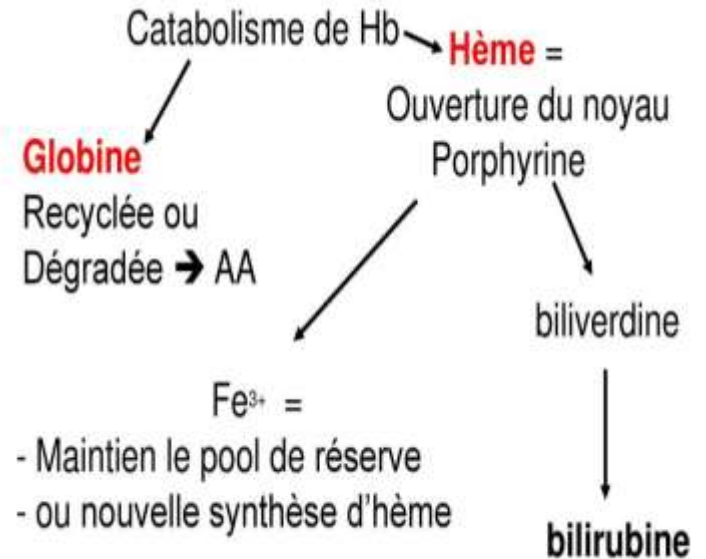 Catabolisme de Hb
Hème =
Ouverture du noyau
Porphyrine
Globine
Recyclée ou
Dégradée ➔ AA
biliverdine
Fe³⁺ =
- Maintien le pool de réserve
- ou nouvelle synthèse d'hème
bilirubine